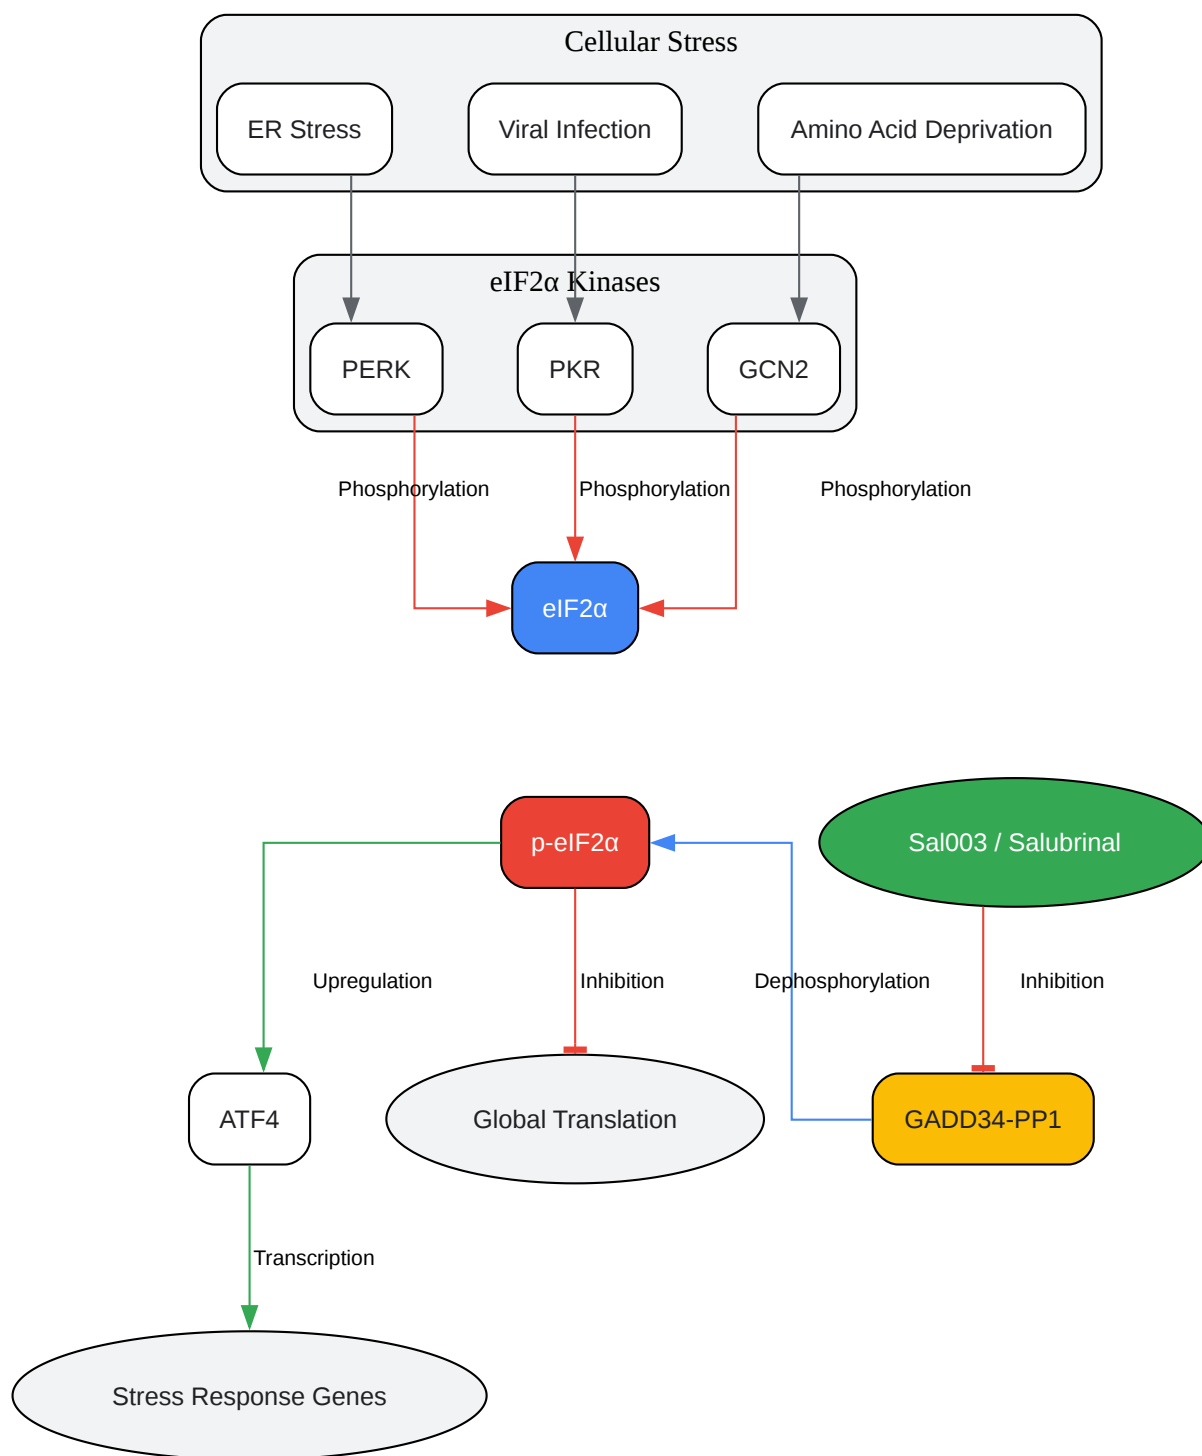 Cellular Stress
ER Stress
Viral Infection
Amino Acid Deprivation
eIF2α Kinases
PERK
PKR
GCN2
Phosphorylation
Phosphorylation
Phosphorylation
eIF2α
p-eIF2α
Sal003 / Salubrinal
Upregulation
Inhibition
Dephosphorylation
Inhibition
ATF4
Global Translation
GADD34-PP1
Transcription
Stress Response Genes